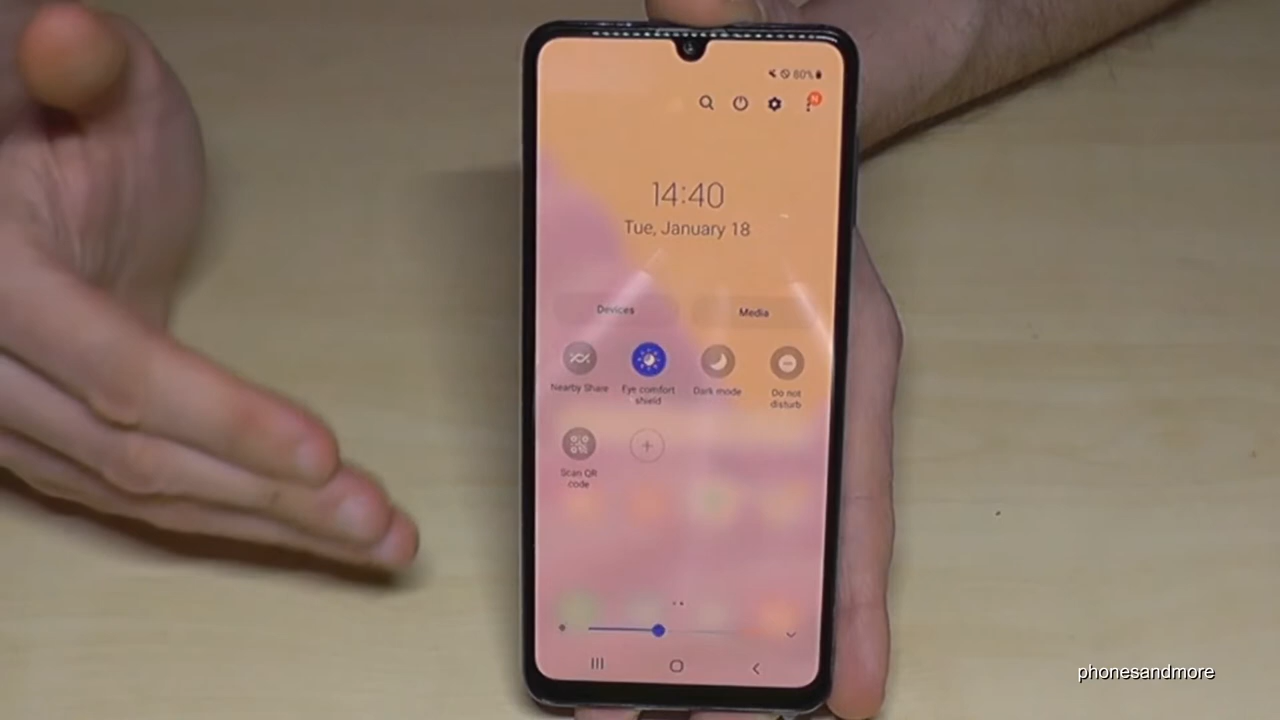 80%
N
14:40
Tue, January 18
Devices
Media
Nearby Share
Eye comfort
shield
Dark mode
Do not
disturb
Scan QR
code
phonesandmore